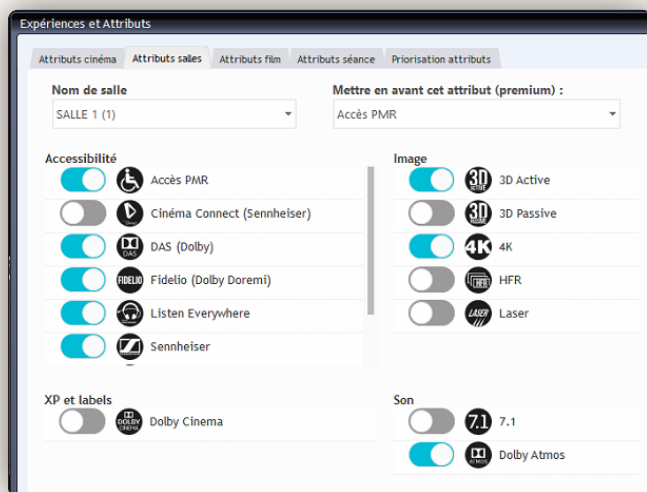 Expériences et Attributs
Attributs cinéma Attributs salles Attributs film Attributs séance Priorisation attributs
Nom de salle
SALLE 1 (1)
Mettre en avant cet attribut (premium) :
Accès PMR
Accessibilité
Accès PMR
Cinéma Connect (Sennheiser)
DAS
DAS (Dolby)
FIDELIO
Fidelio (Dolby Doremi)
Listen Everywhere
Sennheiser
Image
3D ACTIVE
3D Active
3D PASSIVE
3D Passive
4K
4K
HFR
HFR
LASER
Laser
XP et labels
DOLBY CINEMA
Dolby Cinema
Son
7.1
7.1
ATMOS
Dolby Atmos